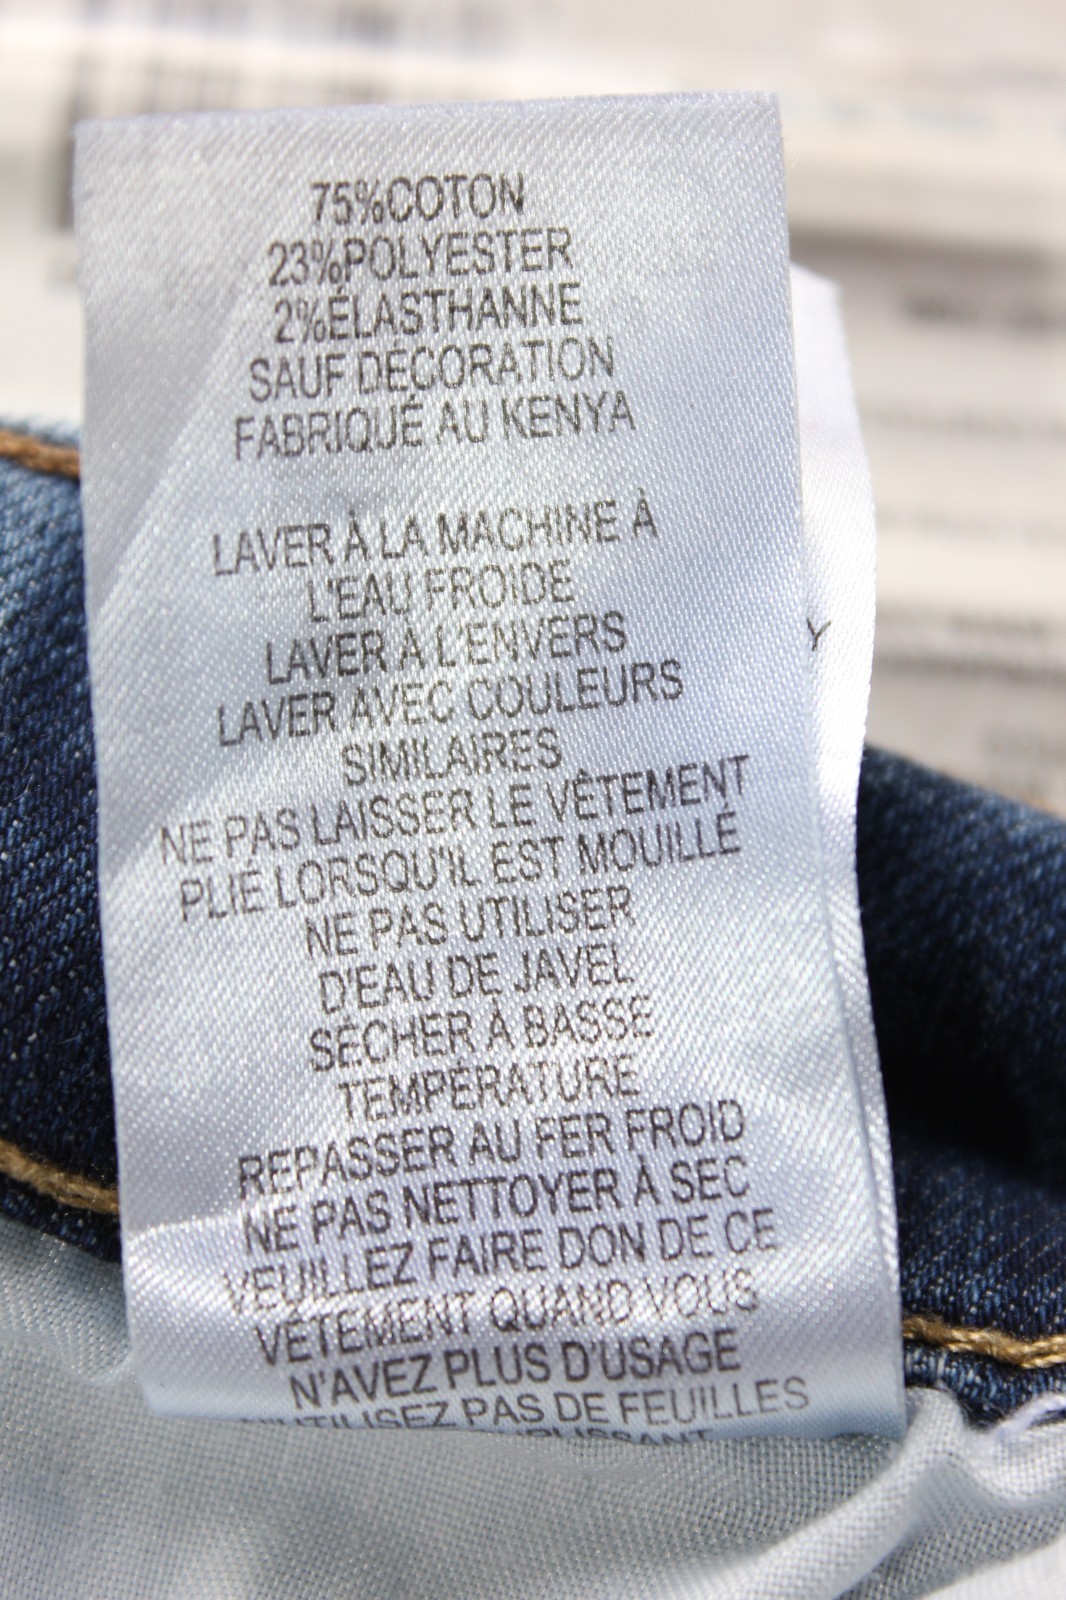 75%COTON
23%POLYESTER
2%ÉLASTHANNE
SAUF DÉCORATION
FABRIQUÉ AU KENYA
LAVER À LA MACHINE À
L'EAU FROIDE
LAVER À L'ENVERS
LAVER AVEC COULEURS
SIMILAIRES
NE PAS LAISSER LE VÊTEMENT
PLIÉ LORSQU'IL EST MOUILLÉ
NE PAS UTILISER
D'EAU DE JAVEL
SÉCHER À BASSE
TEMPÉRATURE
REPASSER AU FER FROID
NE PAS NETTOYER À SEC
VEUILLEZ FAIRE DON DE CE
VÊTEMENT QUAND VOUS
N'AVEZ PLUS D'USAGE
N'UTILISEZ PAS DE FEUILLES
Y